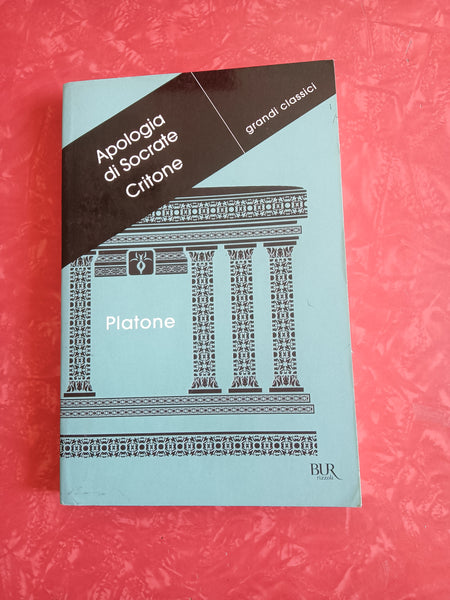 Apologia
di Socrate
Critone
grandi classici
Platone
BUR
rizzoli